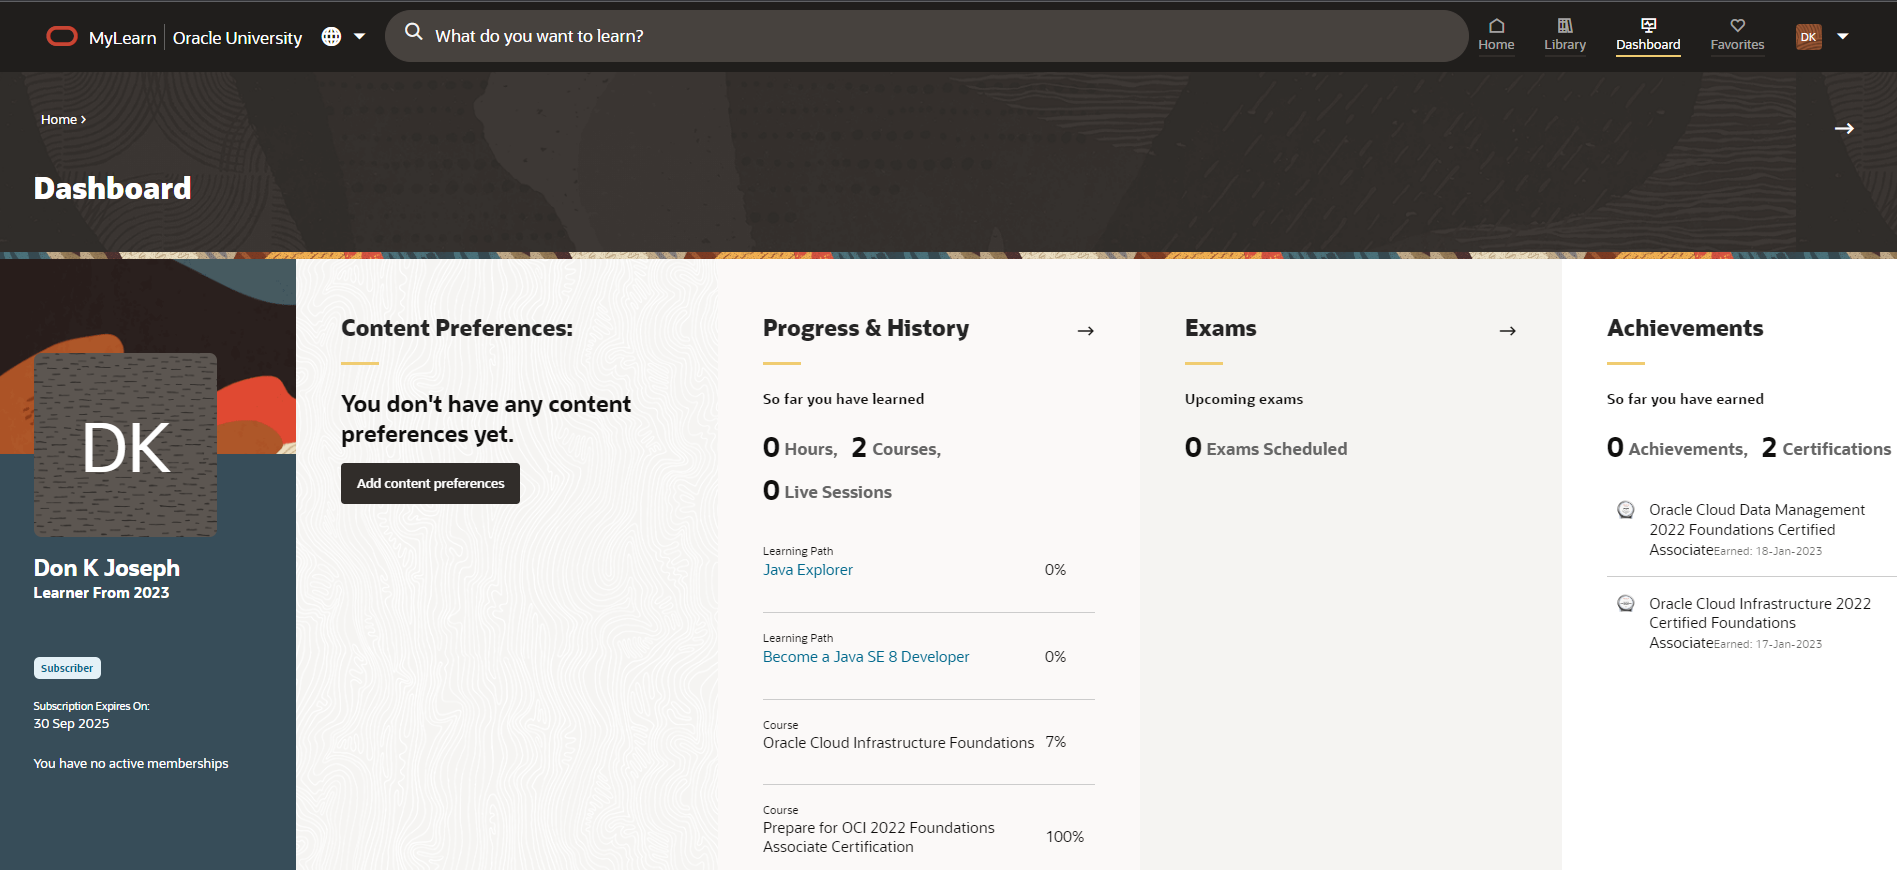 MyLearn | Oracle University
What do you want to learn?
Home
Library
Dashboard
Favorites
DK
Home ›
Dashboard
DK
Don K Joseph
Learner From 2023
Subscriber
Subscription Expires On:
30 Sep 2025
You have no active memberships
Content Preferences:
You don't have any content
preferences yet.
Add content preferences
Progress & History
So far you have learned
0 Hours, 2 Courses,
0 Live Sessions
Learning Path
Java Explorer 0%
Learning Path
Become a Java SE 8 Developer 0%
Course
Oracle Cloud Infrastructure Foundations 7%
Course
Prepare for OCI 2022 Foundations
Associate Certification 100%
Exams
Upcoming exams
0 Exams Scheduled
Achievements
So far you have earned
0 Achievements, 2 Certifications
Oracle Cloud Data Management
2022 Foundations Certified
AssociateEarned: 18-Jan-2023
Oracle Cloud Infrastructure 2022
Certified Foundations
AssociateEarned: 17-Jan-2023